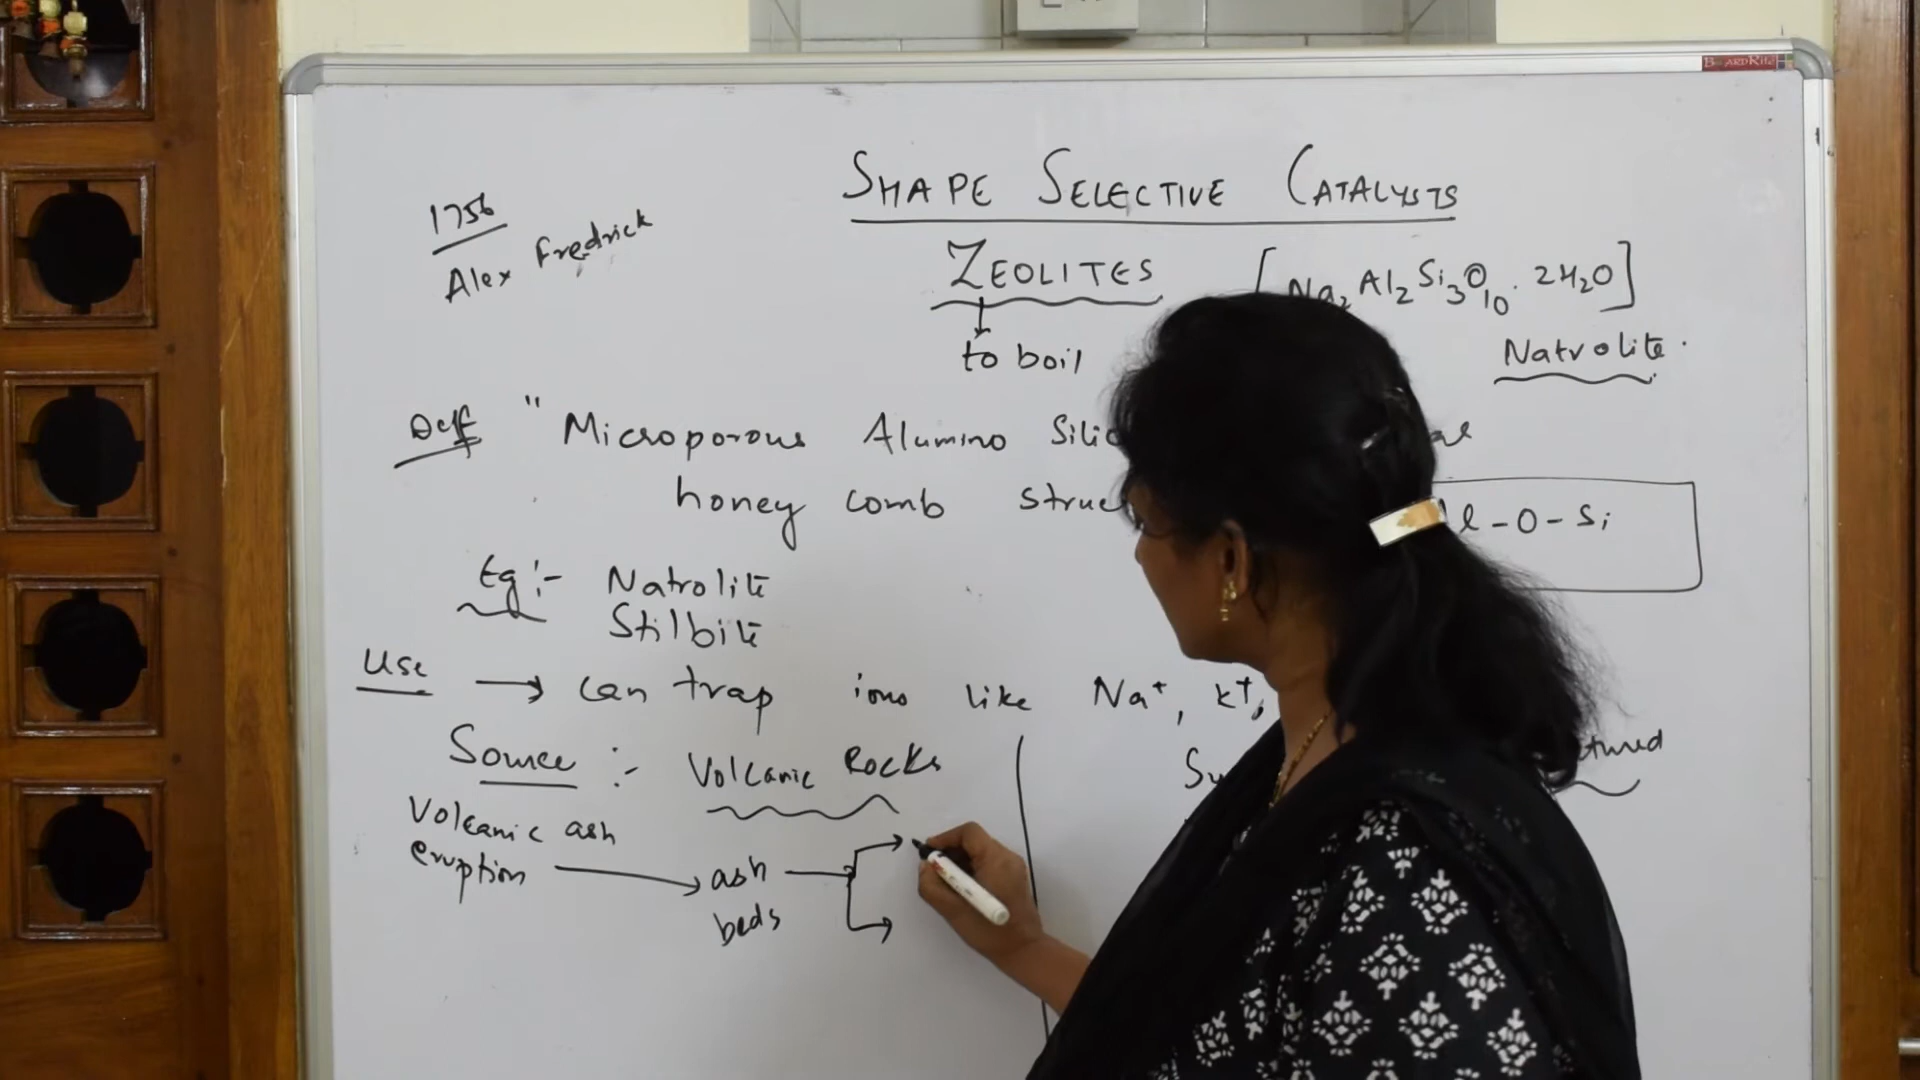 BOARDRite
SHAPE SELECTIVE CATALYSTS
1756
Alex Fredrick
ZEOLITES
[Na2 Al2 Si3 O10. 2H2O]
to boil
Natrolite.
Def " Microporous Alumino
honey comb
l - O - Si
Eg :- Natrolite
Stilbite
Use → can trap ions like Na+, K+,
Source :- Volcanic Rocks
Volcanic ash
eruption → ash
beds